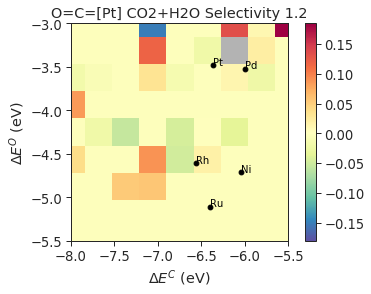 O=C=[Pt] CO2+H2O Selectivity 1.2
ΔE^O (eV)
−3.0
−3.5
−4.0
−4.5
−5.0
−5.5
Pt
Pd
Rh
Ni
Ru
−8.0 −7.5 −7.0 −6.5 −6.0 −5.5
ΔE^C (eV)
0.15
0.10
0.05
0.00
−0.05
−0.10
−0.15